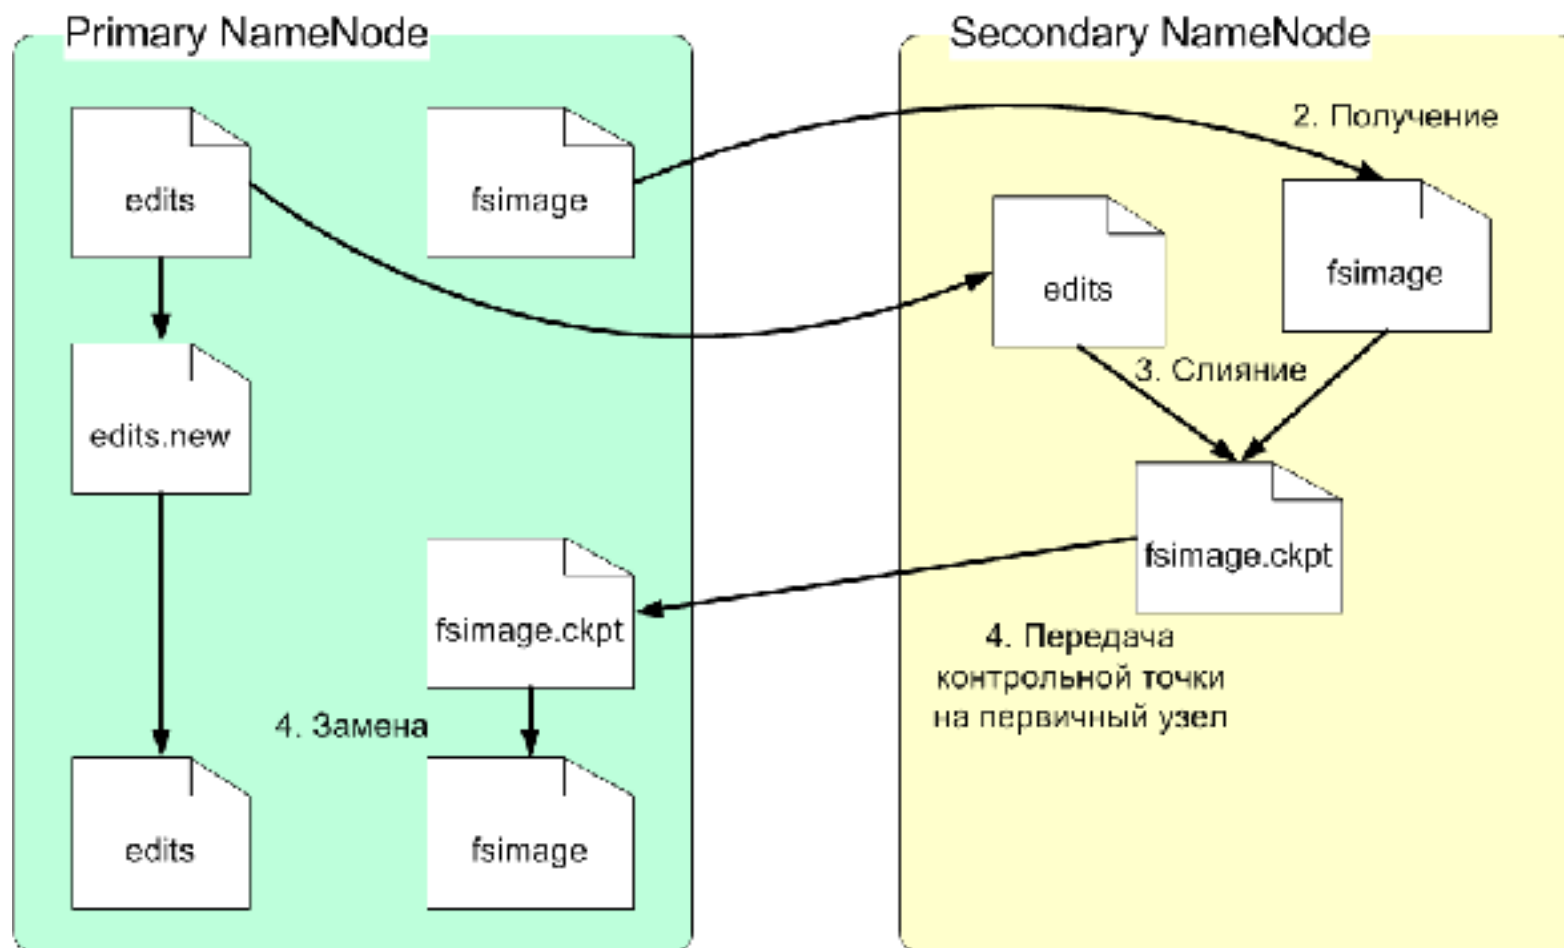 Primary NameNode
Secondary NameNode
2. Получение
edits
fsimage
edits
fsimage
3. Слияние
edits.new
fsimage.ckpt
fsimage.ckpt
4. Передача
контрольной точки
на первичный узел
4. Замена
edits
fsimage